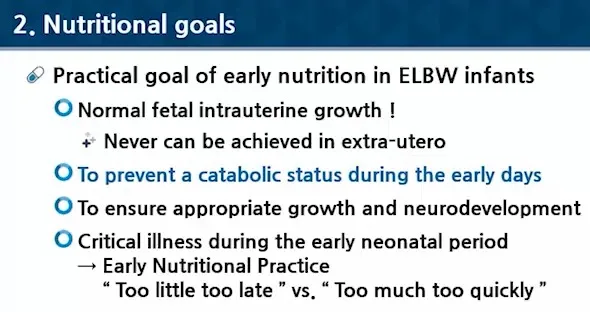 2. Nutritional goals
Practical goal of early nutrition in ELBW infants
Normal fetal intrauterine growth !
Never can be achieved in extra-utero
To prevent a catabolic status during the early days
To ensure appropriate growth and neurodevelopment
Critical illness during the early neonatal period
→ Early Nutritional Practice
“ Too little too late ” vs. “ Too much too quickly ”